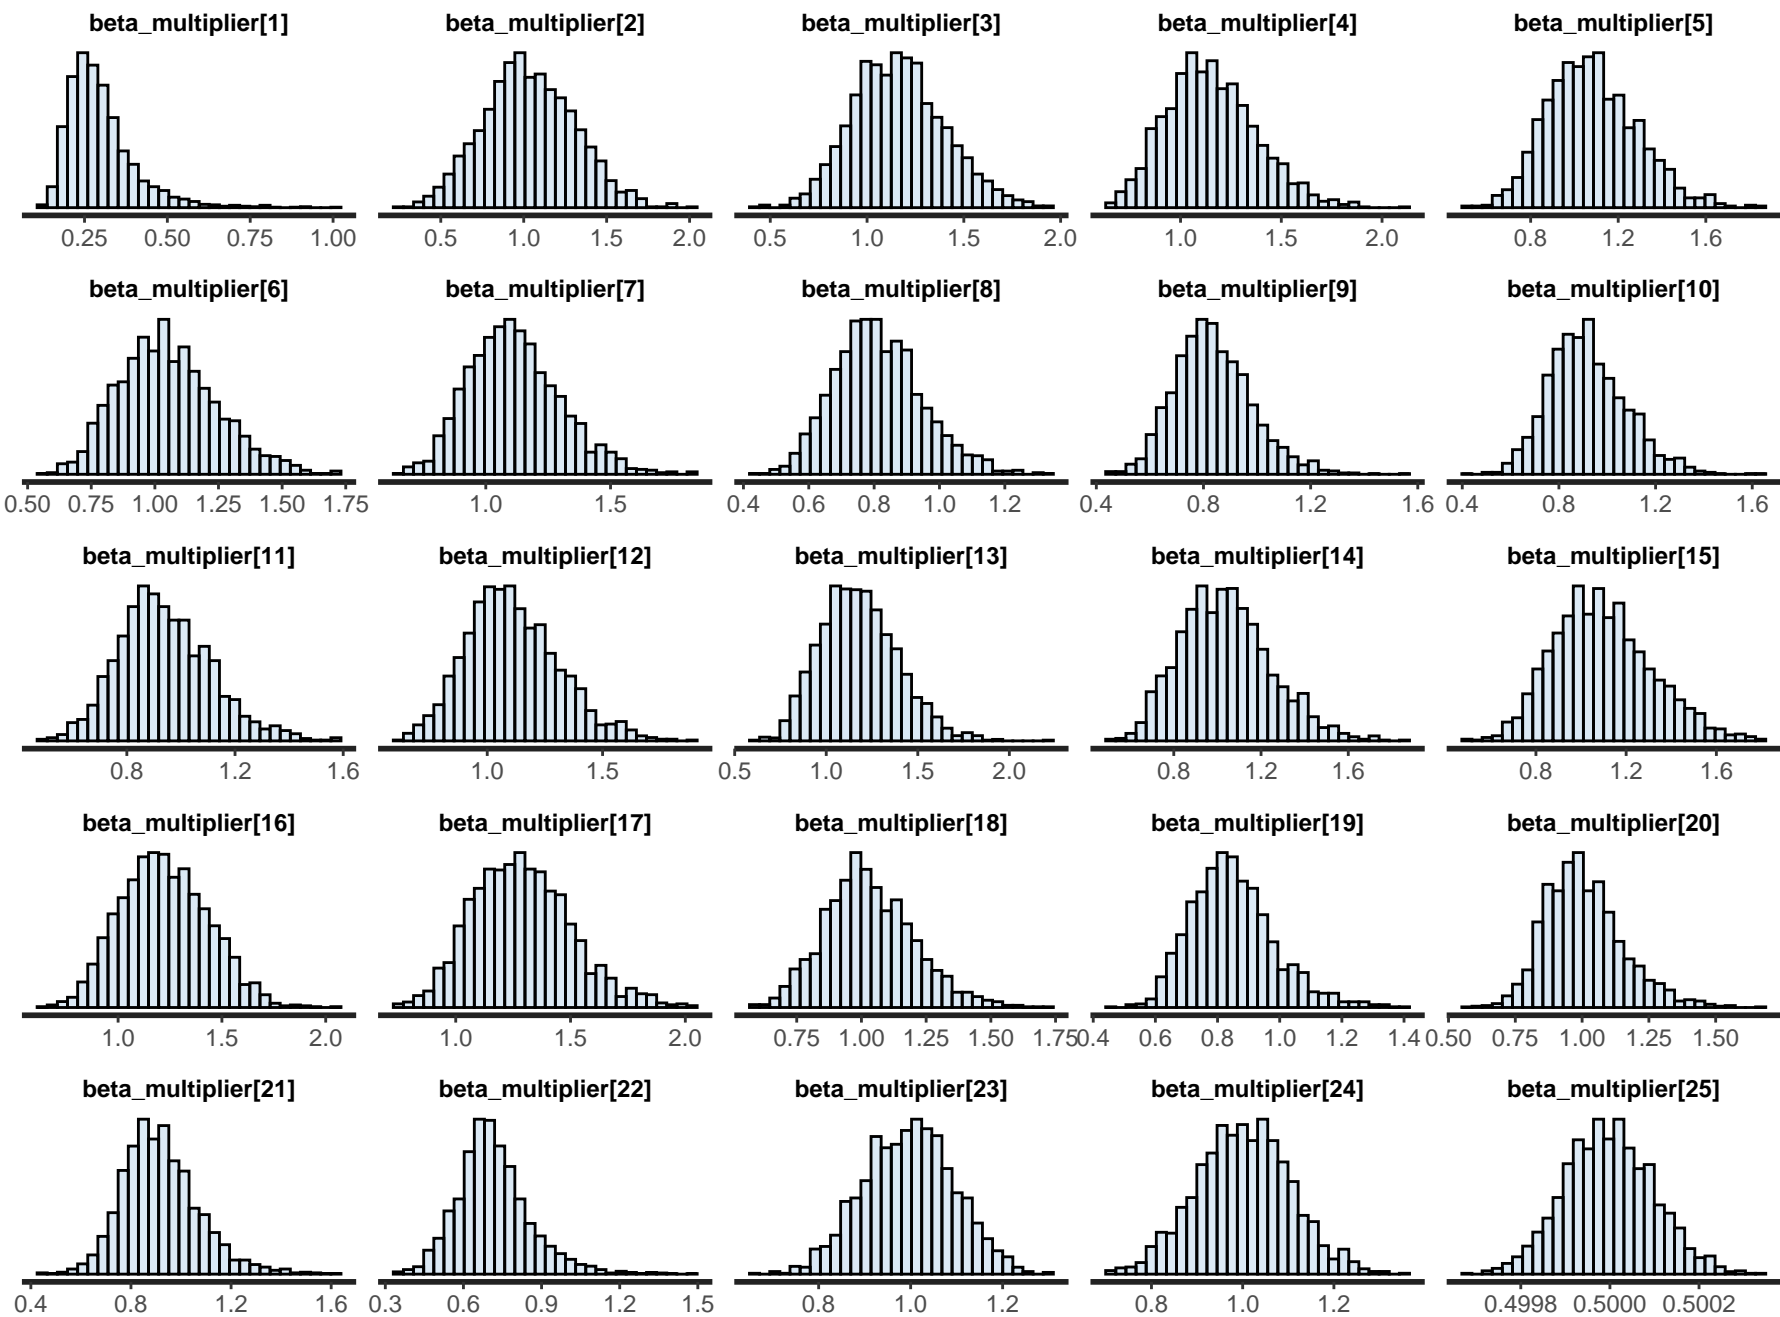 beta_multiplier[1] beta_multiplier[2] beta_multiplier[3] beta_multiplier[4] beta_multiplier[5]
0.25 0.50 0.75 1.00 0.5 1.0 1.5 2.0 0.5 1.0 1.5 2.0 1.0 1.5 2.0 0.8 1.2 1.6
beta_multiplier[6] beta_multiplier[7] beta_multiplier[8] beta_multiplier[9] beta_multiplier[10]
0.50 0.75 1.00 1.25 1.50 1.75 1.0 1.5 0.4 0.6 0.8 1.0 1.2 0.4 0.8 1.2 1.6 0.4 0.8 1.2 1.6
beta_multiplier[11] beta_multiplier[12] beta_multiplier[13] beta_multiplier[14] beta_multiplier[15]
0.8 1.2 1.6 1.0 1.5 0.5 1.0 1.5 2.0 0.8 1.2 1.6 0.8 1.2 1.6
beta_multiplier[16] beta_multiplier[17] beta_multiplier[18] beta_multiplier[19] beta_multiplier[20]
1.0 1.5 2.0 1.0 1.5 2.0 0.75 1.00 1.25 1.50 1.75 0.4 0.6 0.8 1.0 1.2 1.4 0.50 0.75 1.00 1.25 1.50
beta_multiplier[21] beta_multiplier[22] beta_multiplier[23] beta_multiplier[24] beta_multiplier[25]
0.4 0.8 1.2 1.6 0.3 0.6 0.9 1.2 1.5 0.8 1.0 1.2 0.8 1.0 1.2 0.4998 0.5000 0.5002